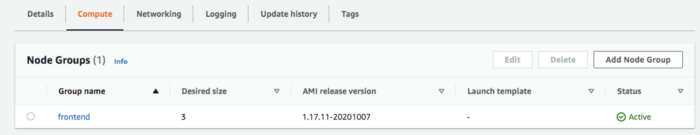 Details Compute Networking Logging Update history Tags
Node Groups (1) Info Edit Delete Add Node Group
Group name Desired size AMI release version Launch template Status
frontend 3 1.17.11-20201007 - Active